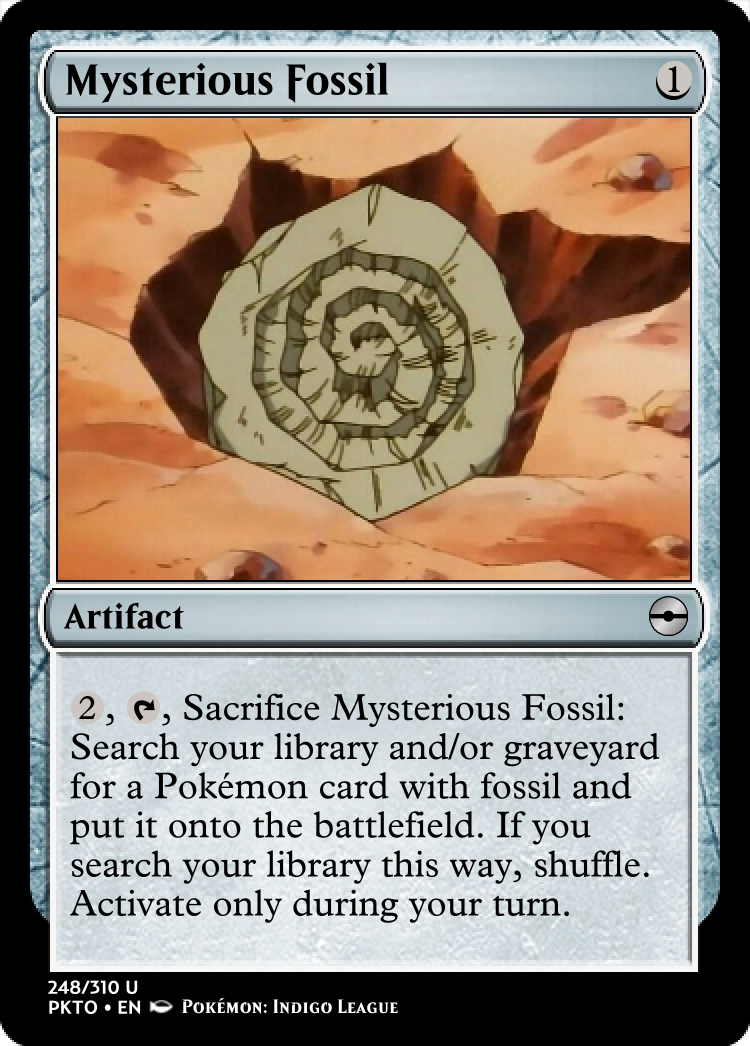 Mysterious Fossil 1
Artifact
2, , Sacrifice Mysterious Fossil:
Search your library and/or graveyard
for a Pokémon card with fossil and
put it onto the battlefield. If you
search your library this way, shuffle.
Activate only during your turn.
248/310 U
PKTO • EN Pokémon: Indigo League